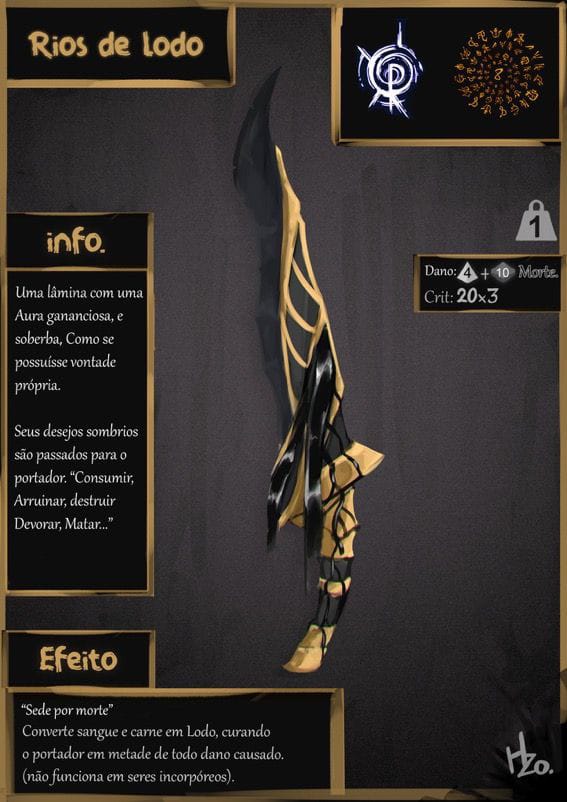 Rios de lodo
1
info.
Dano: 4 + 10 Morte.
Crit: 20x3
Uma lâmina com uma
Aura gananciosa, e
soberba, Como se
possuísse vontade
própria.
Seus desejos sombrios
são passados para o
portador. “Consumir,
Arruinar, destruir
Devorar, Matar...”
Efeito
“Sede por morte”
Converte sangue e carne em Lodo, curando
o portador em metade de todo dano causado.
(não funciona em seres incorpóreos).
Hzo.